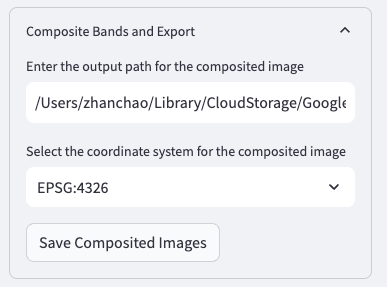 Composite Bands and Export
Enter the output path for the composited image
/Users/zhanchao/Library/CloudStorage/Google
Select the coordinate system for the composited image
EPSG:4326
Save Composited Images